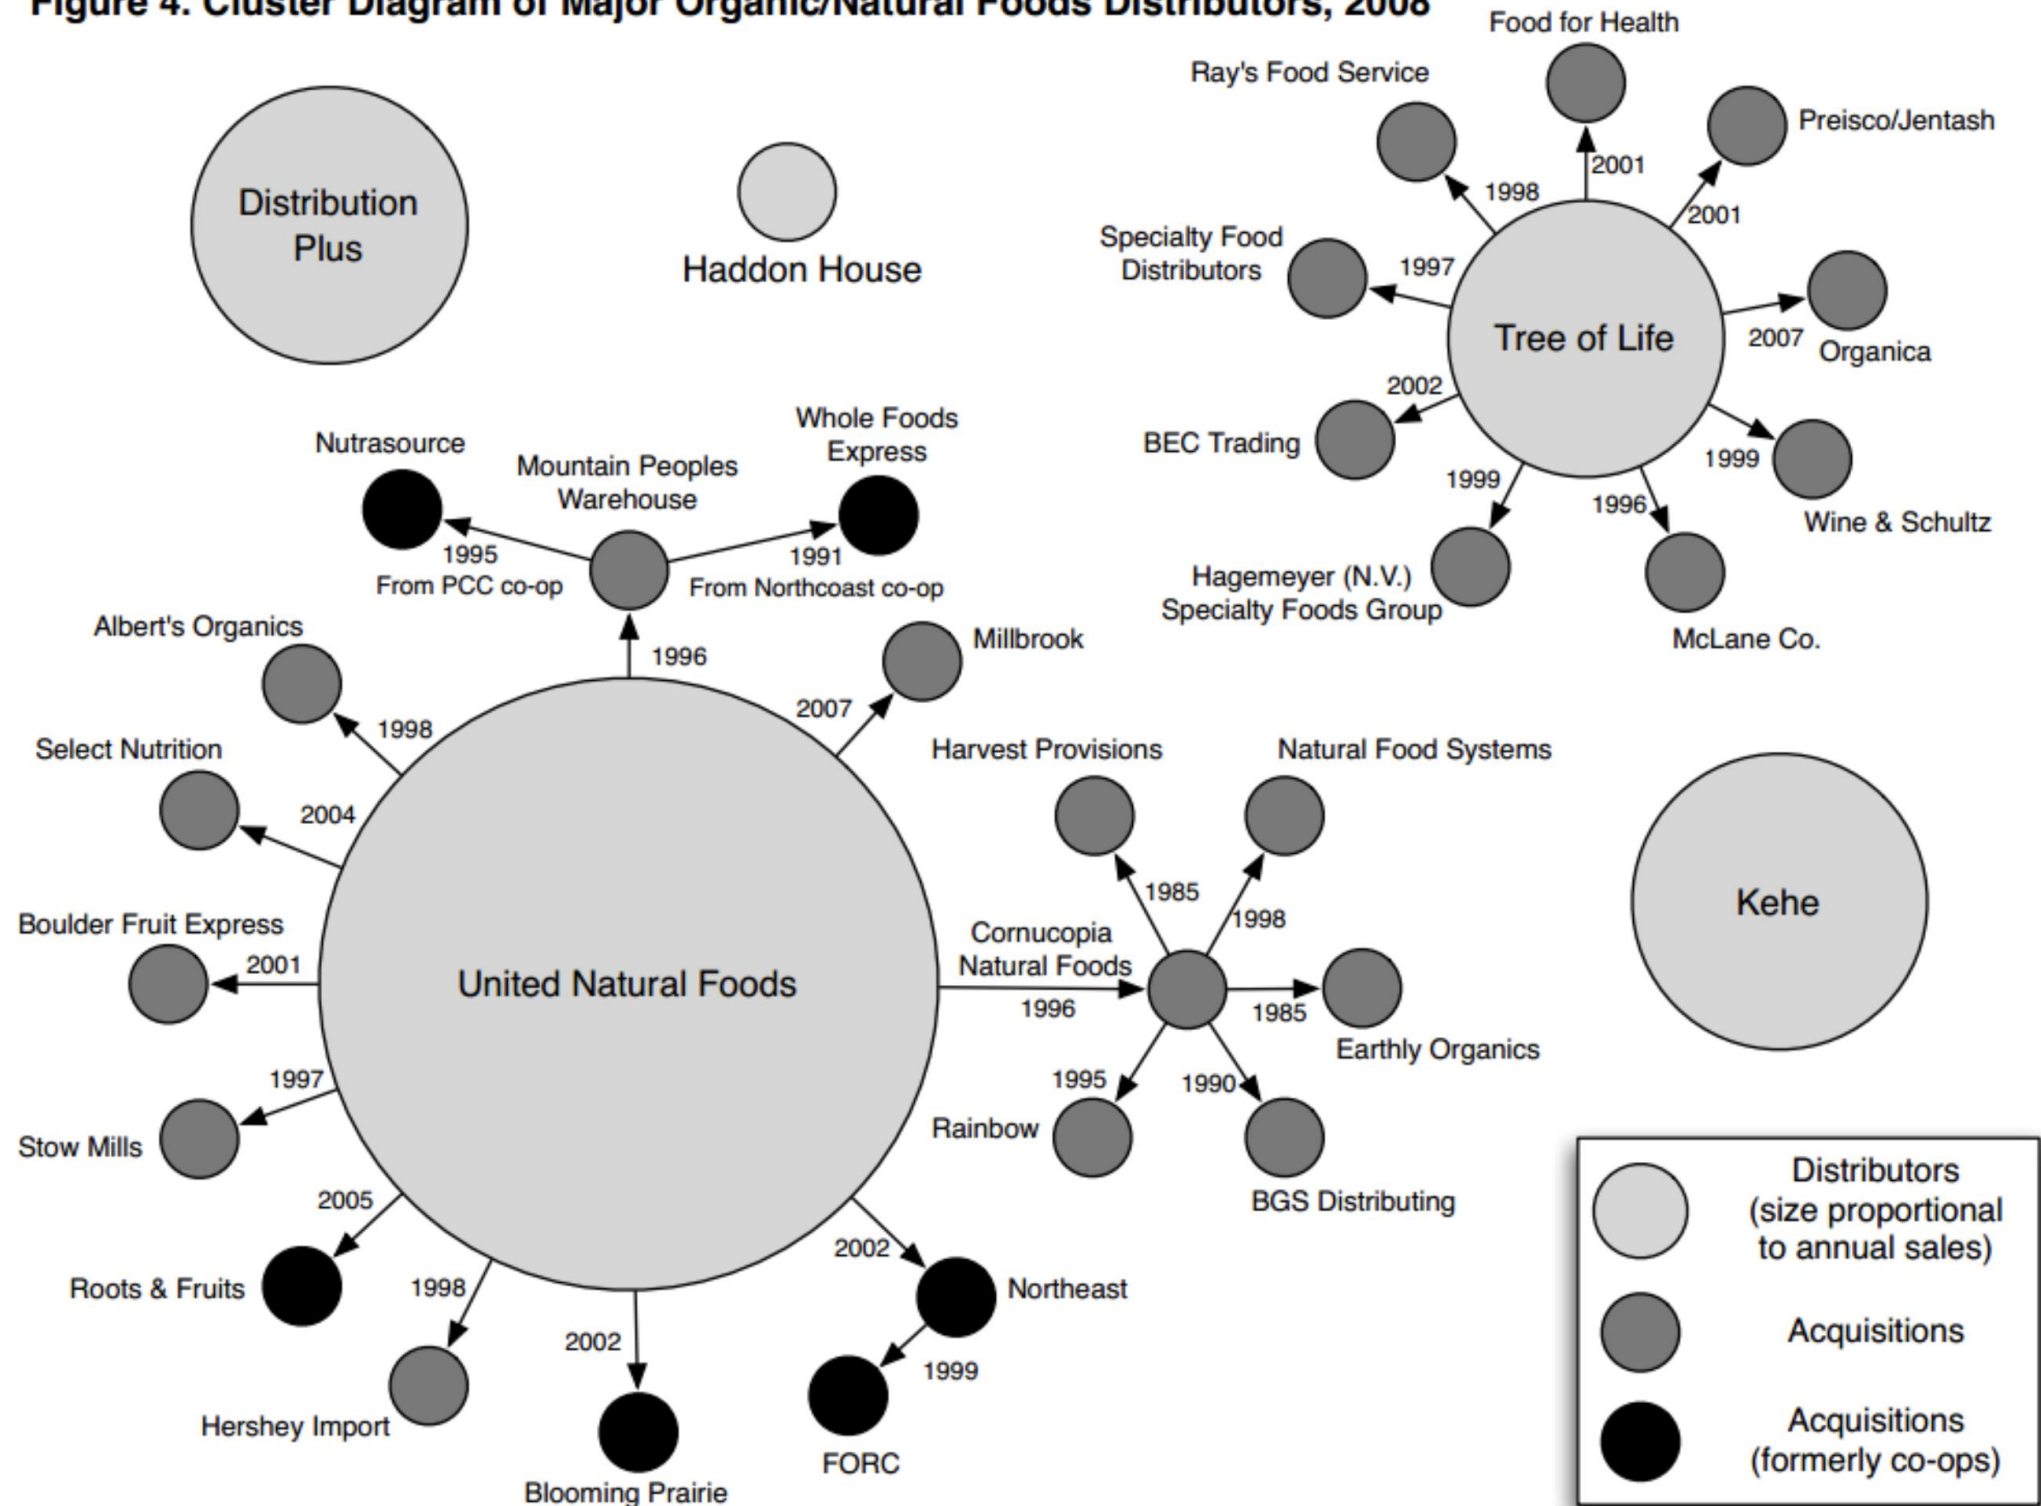 Figure 4. Cluster Diagram of Major Organic/Natural Foods Distributors, 2008
Distribution
Plus
Haddon House
Food for Health
Ray's Food Service
Preisco/Jentash
2001
1998
2001
Specialty Food
Distributors
1997
Tree of Life
2007
Organica
2002
BEC Trading
1999
1999
1996
Wine & Schultz
Hagemeyer (N.V.)
Specialty Foods Group
McLane Co.
Nutrasource
Mountain Peoples
Warehouse
Whole Foods
Express
1995
From PCC co-op
1991
From Northcoast co-op
1996
Albert's Organics
1998
Millbrook
2007
Select Nutrition
2004
Boulder Fruit Express
2001
United Natural Foods
Stow Mills
1997
Roots & Fruits
2005
Hershey Import
1998
2002
Blooming Prairie
2002
Northeast
1999
FORC
Harvest Provisions
Natural Food Systems
1985
1998
Cornucopia
Natural Foods
1996
1985
Earthly Organics
1995
1990
Rainbow
BGS Distributing
Kehe
Distributors
(size proportional
to annual sales)
Acquisitions
Acquisitions
(formerly co-ops)